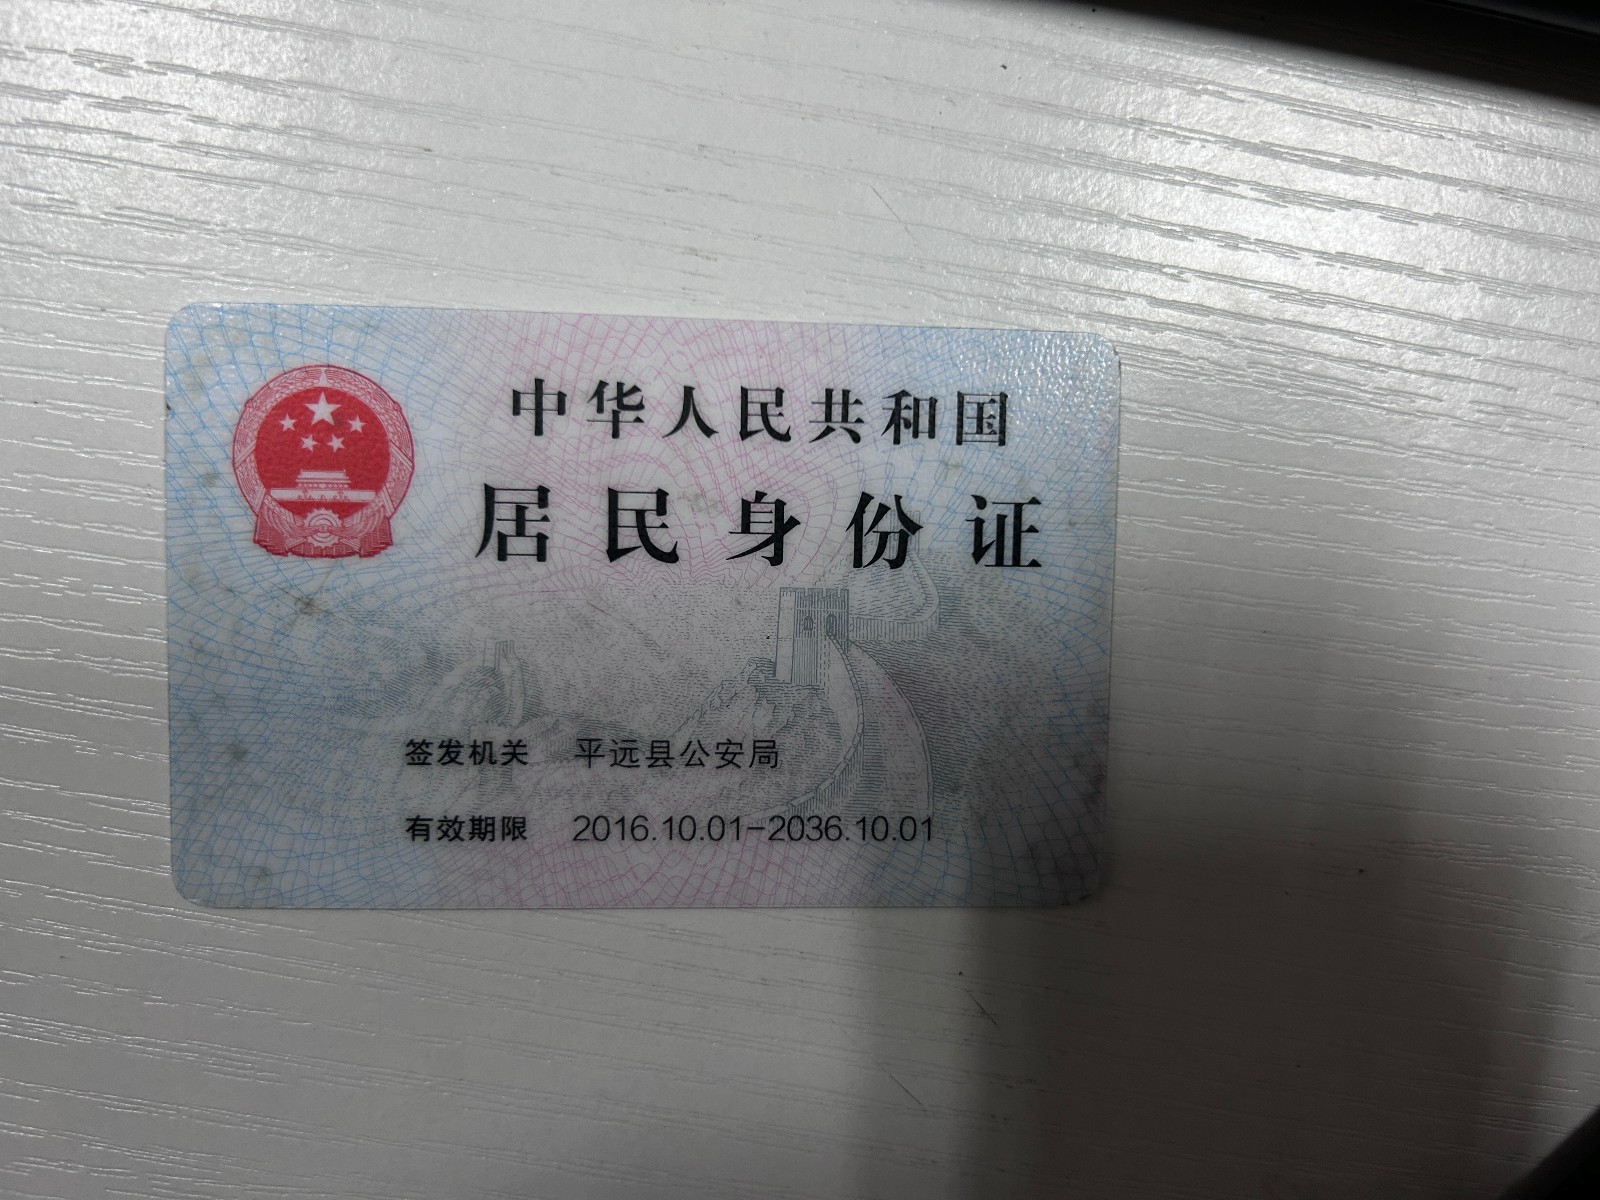 中华人民共和国
居民身份证
签发机关 平远县公安局
有效期限 2016.10.01-2036.10.01